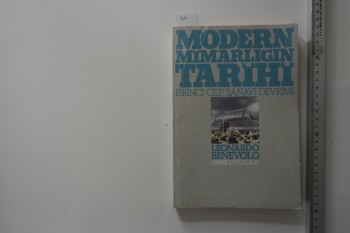 MODERN
MİMARLIĞIN
TARİHİ
BİRİNCİ CİLT SANAYİ DEVRİMİ
LEONARDO
BENEVOLO